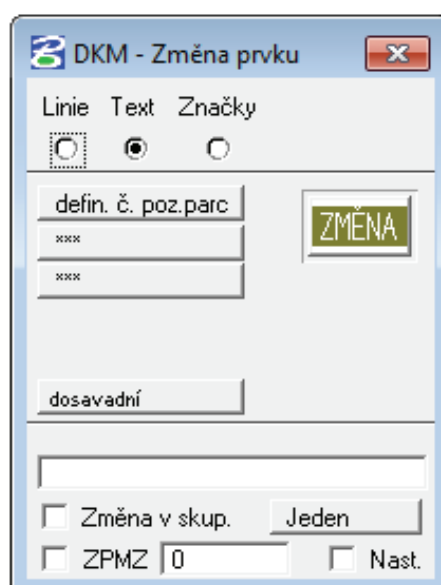 DKM - Změna prvku
Linie Text Značky
defin. č. poz.parc
ZMĚNA
***
***
dosavadní
Změna v skup. Jeden
ZPMZ 0 Nast.